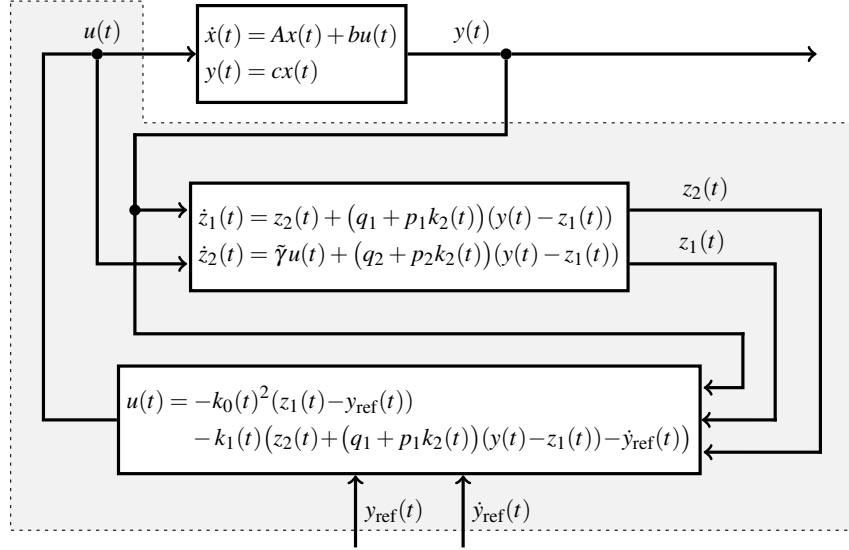 u(t)
ẋ(t) = Ax(t) + bu(t)
y(t) = cx(t)
y(t)
ż₁(t) = z₂(t) + (q₁ + p₁k₂(t))(y(t) − z₁(t))
ż₂(t) = γ̃u(t) + (q₂ + p₂k₂(t))(y(t) − z₁(t))
z₂(t)
z₁(t)
u(t) = −k₀(t)²(z₁(t)−y_ref(t))
−k₁(t)(z₂(t)+(q₁ + p₁k₂(t))(y(t)−z₁(t))−ẏ_ref(t))
y_ref(t)
ẏ_ref(t)